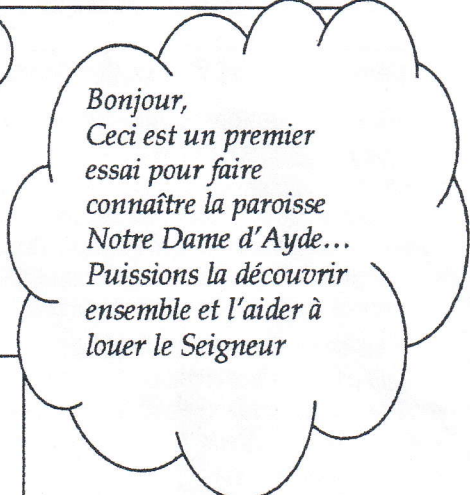 Bonjour,
Ceci est un premier
essai pour faire
connaître la paroisse
Notre Dame d'Ayde...
Puissions la découvrir
ensemble et l'aider à
louer le Seigneur